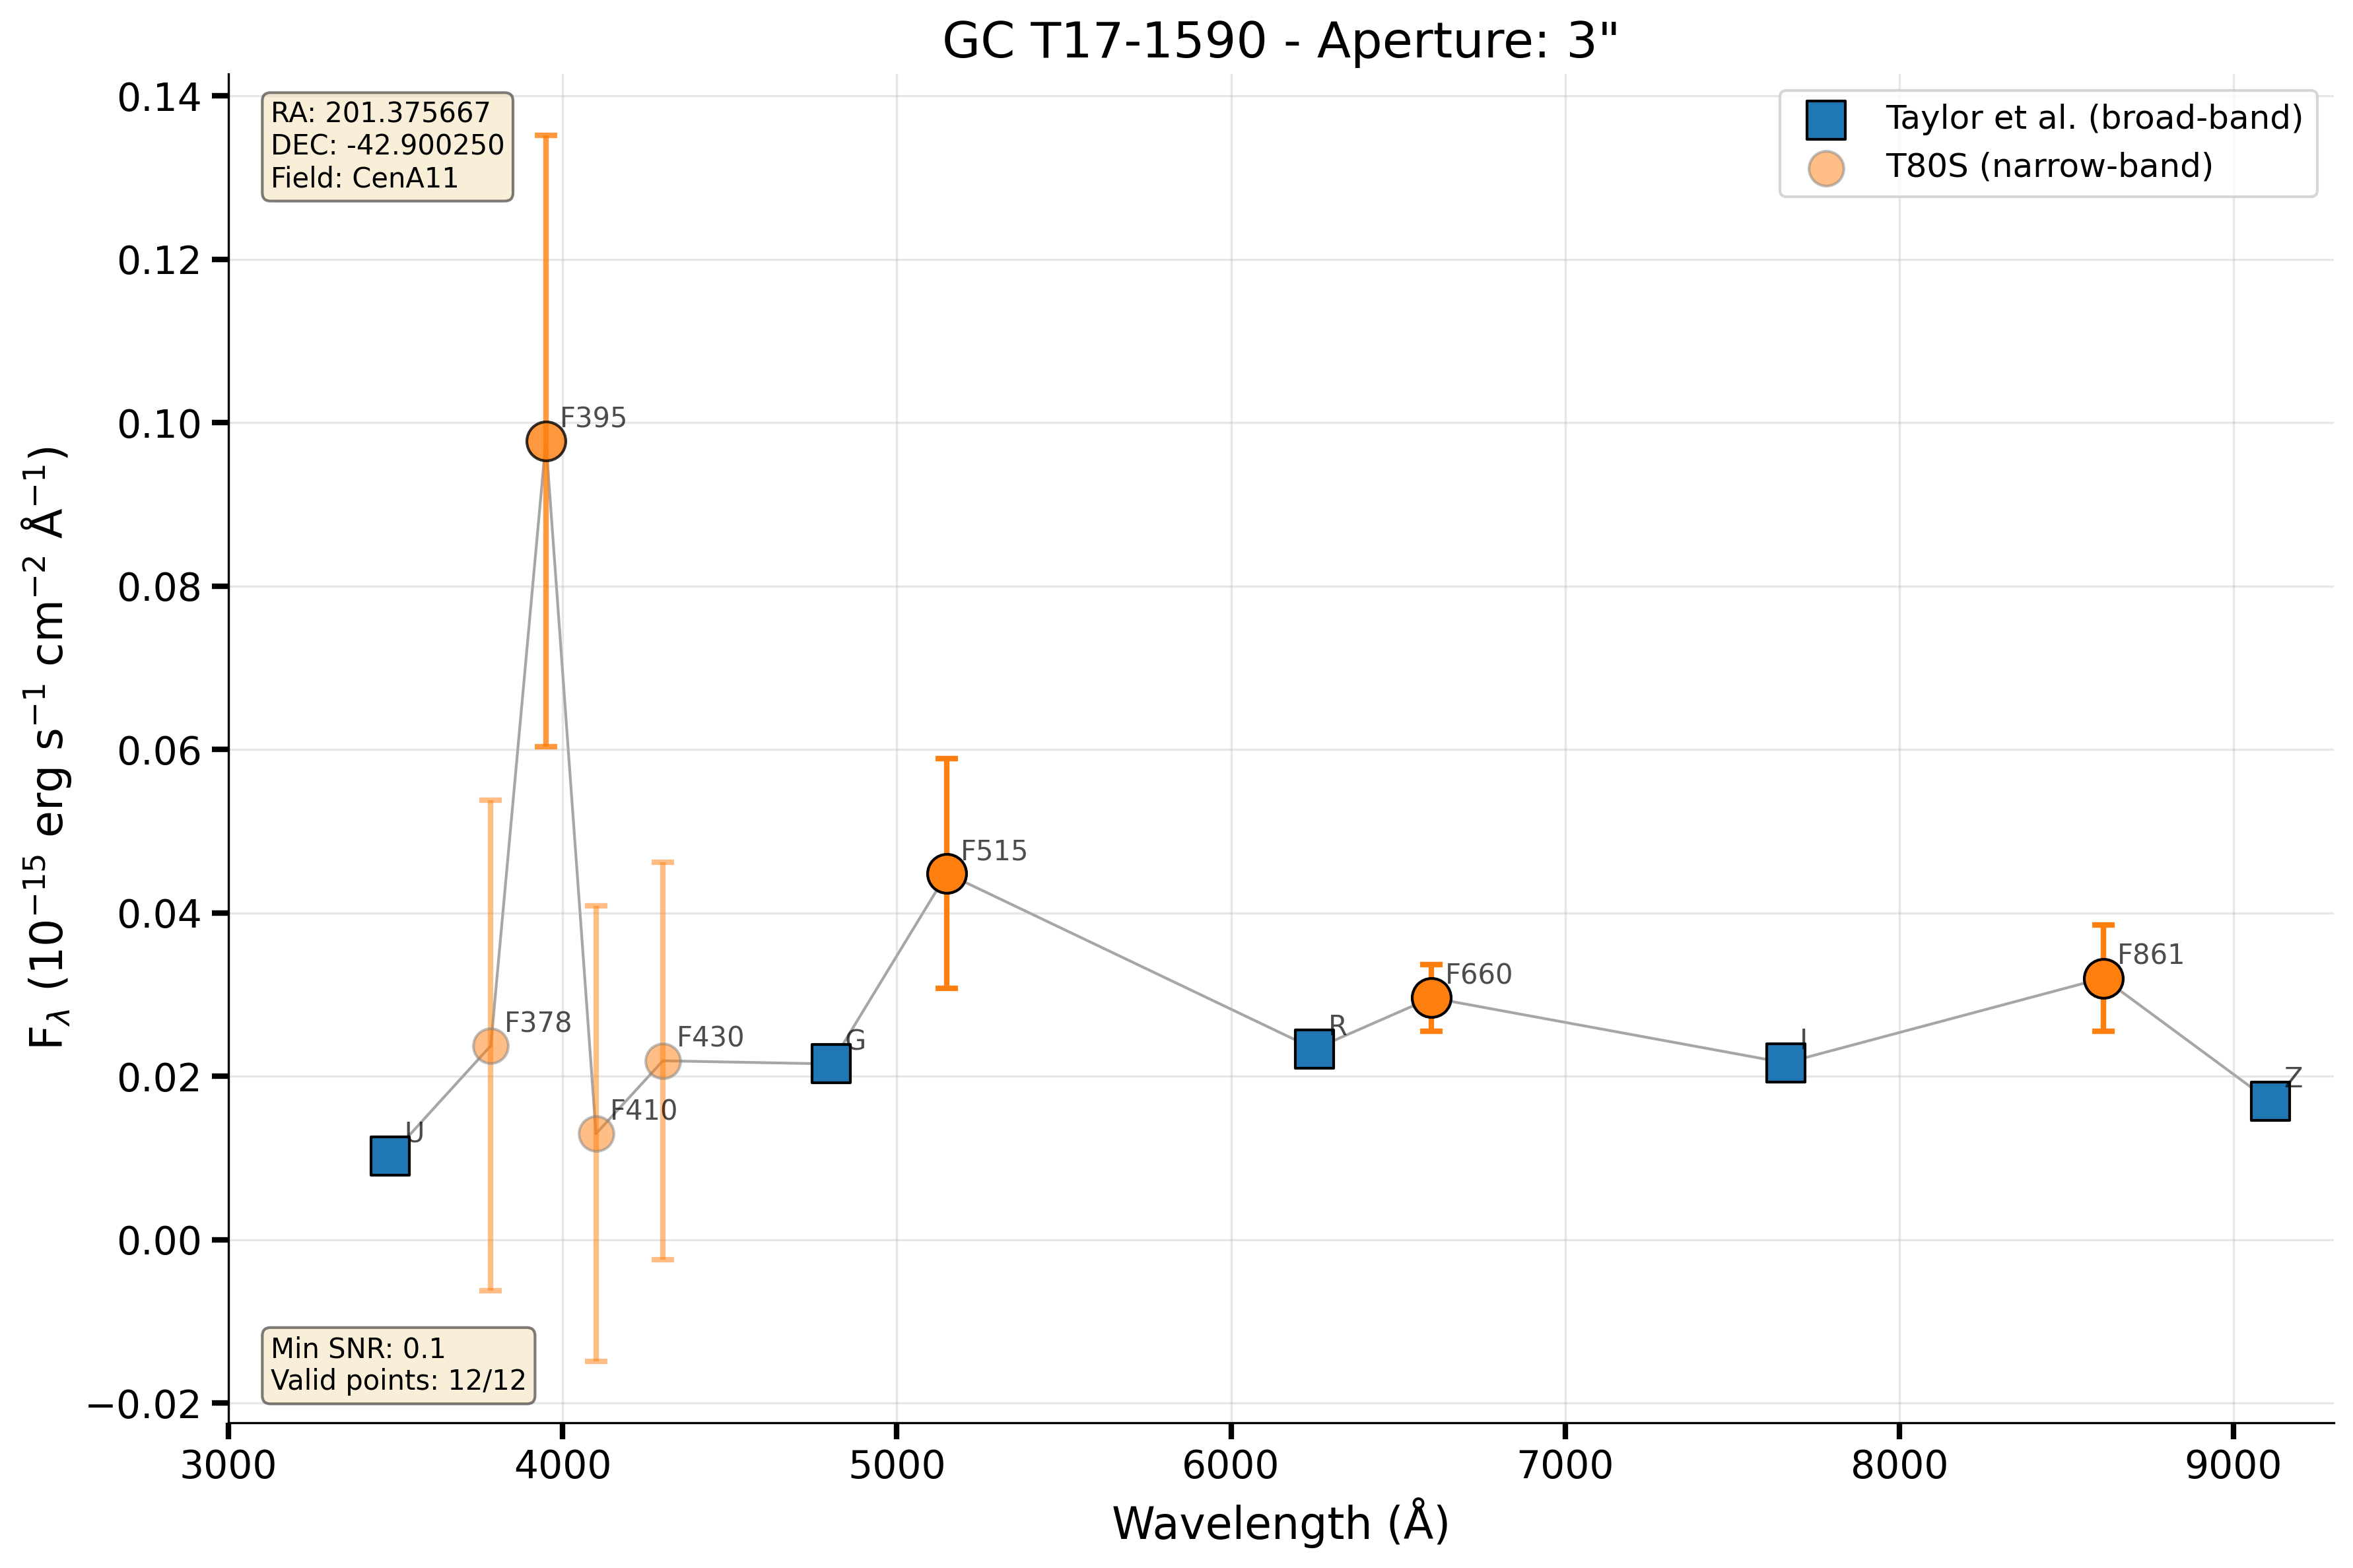 GC T17-1590 - Aperture: 3"
RA: 201.375667
DEC: -42.900250
Field: CenA11
Taylor et al. (broad-band)
T80S (narrow-band)
F_λ (10⁻¹⁵ erg s⁻¹ cm⁻² Å⁻¹)
0.14
0.12
0.10
0.08
0.06
0.04
0.02
0.00
−0.02
U
F378
F395
F410
F430
G
F515
R
F660
I
F861
Z
Min SNR: 0.1
Valid points: 12/12
3000
4000
5000
6000
7000
8000
9000
Wavelength (Å)